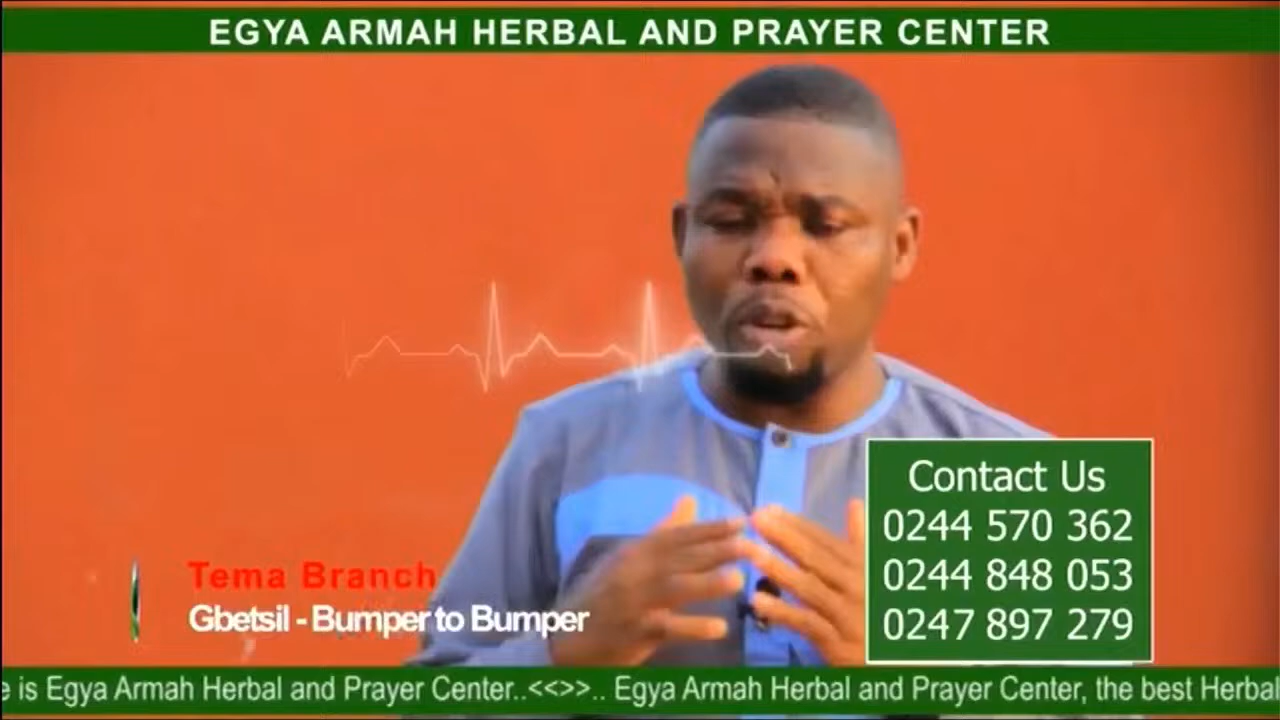 EGYA ARMAH HERBAL AND PRAYER CENTER
Contact Us
0244 570 362
0244 848 053
0247 897 279
Tema Branch
Gbetsil - Bumper to Bumper
e is Egya Armah Herbal and Prayer Center..<<>>.. Egya Armah Herbal and Prayer Center, the best Herbal